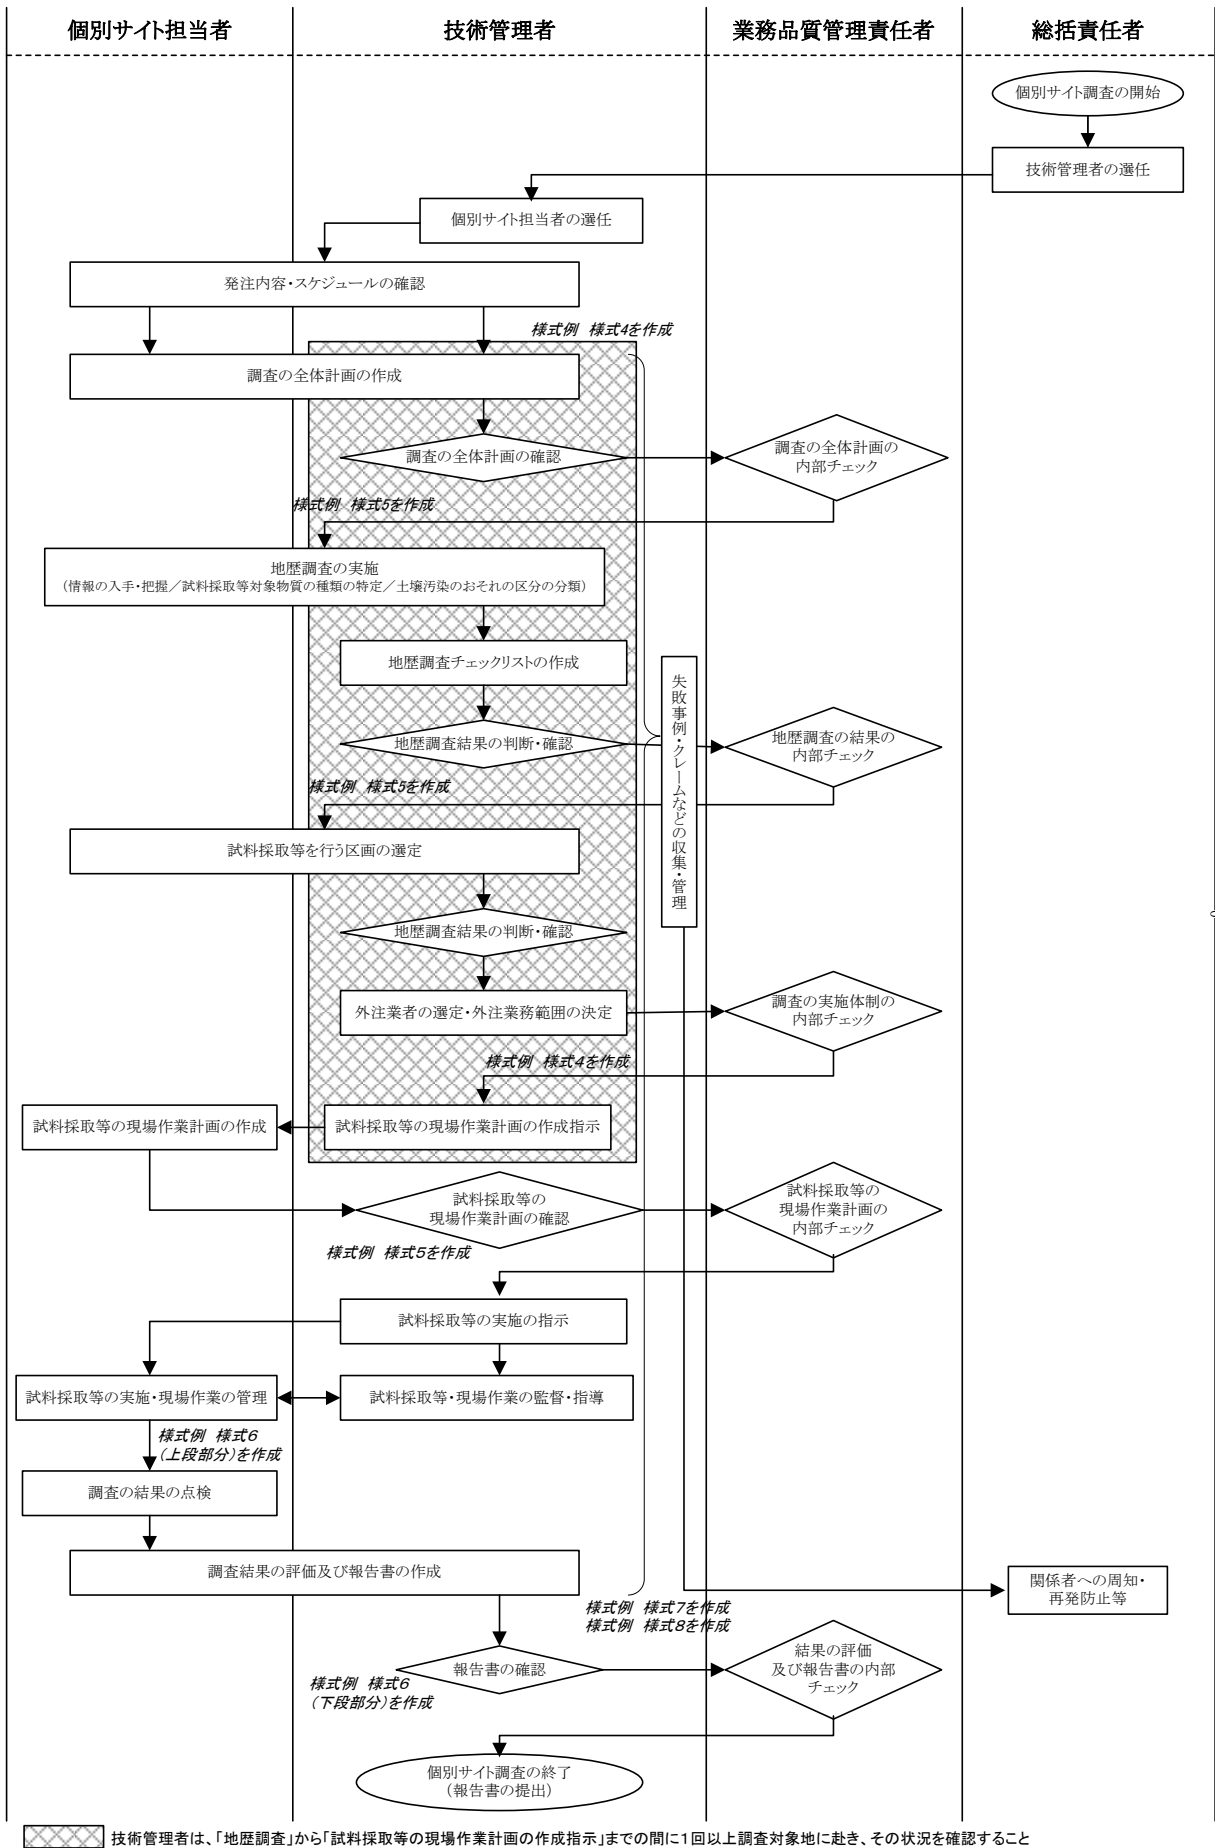 個別サイト担当者
技術管理者
業務品質管理責任者
総括責任者
個別サイト調査の開始
技術管理者の選任
個別サイト担当者の選任
発注内容・スケジュールの確認
様式例 様式4を作成
調査の全体計画の作成
調査の全体計画の確認
調査の全体計画の
内部チェック
様式例 様式5を作成
地歴調査の実施
(情報の入手・把握／試料採取等対象物質の種類の特定／土壌汚染のおそれの区分の分類)
地歴調査チェックリストの作成
失敗事例・クレームなどの収集・管理
地歴調査結果の判断・確認
地歴調査の結果の
内部チェック
様式例 様式5を作成
試料採取等を行う区画の選定
地歴調査結果の判断・確認
外注業者の選定・外注業務範囲の決定
調査の実施体制の
内部チェック
様式例 様式4を作成
試料採取等の現場作業計画の作成
試料採取等の現場作業計画の作成指示
試料採取等の
現場作業計画の確認
試料採取等の
現場作業計画の
内部チェック
様式例 様式5を作成
試料採取等の実施の指示
試料採取等の実施・現場作業の管理
試料採取等・現場作業の監督・指導
様式例 様式6
（上段部分）を作成
調査の結果の点検
調査結果の評価及び報告書の作成
関係者への周知・
再発防止等
様式例 様式7を作成
様式例 様式8を作成
報告書の確認
結果の評価
及び報告書の内部
チェック
様式例 様式6
（下段部分）を作成
個別サイト調査の終了
（報告書の提出）
技術管理者は、「地歴調査」から「試料採取等の現場作業計画の作成指示」までの間に1回以上調査対象地に赴き、その状況を確認すること